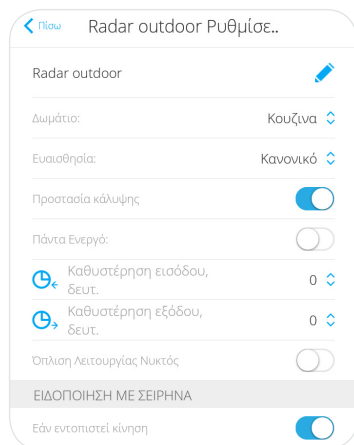 Πίσω Radar outdoor Ρυθμίσε..
Radar outdoor
Δωμάτιο: Κουζινα
Ευαισθησία: Κανονικό
Προστασία κάλυψης
Πάντα Ενεργό:
Καθυστέρηση εισόδου,
δευτ. 0
Καθυστέρηση εξόδου,
δευτ. 0
Όπλιση Λειτουργίας Νυκτός
ΕΙΔΟΠΟΙΗΣΗ ΜΕ ΣΕΙΡΗΝΑ
Εάν εντοπιστεί κίνηση